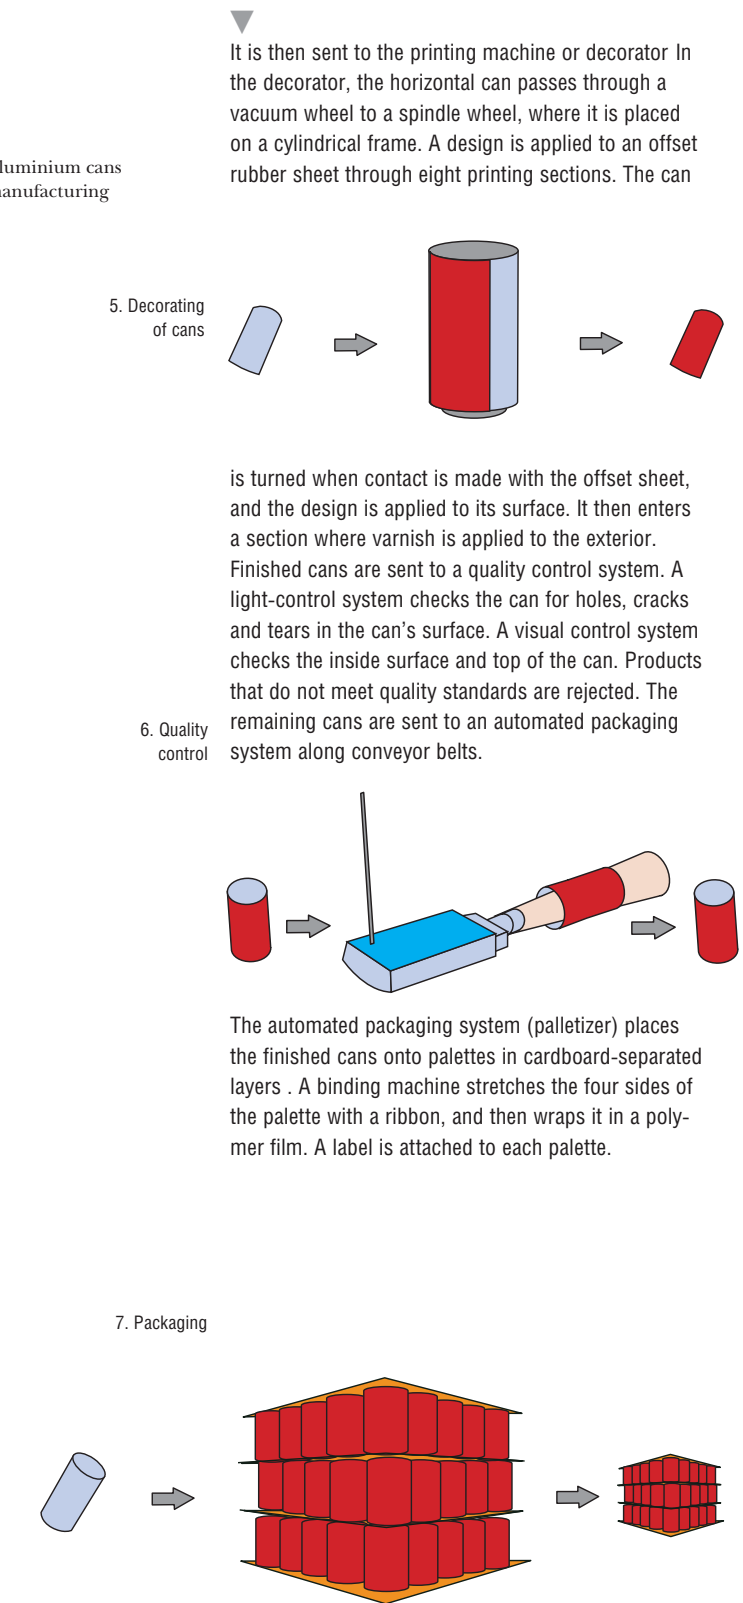 It is then sent to the printing machine or decorator In
the decorator, the horizontal can passes through a
vacuum wheel to a spindle wheel, where it is placed
on a cylindrical frame. A design is applied to an offset
rubber sheet through eight printing sections. The can
cans
5. Decorating
of cans
is turned when contact is made with the offset sheet,
and the design is applied to its surface. It then enters
a section where varnish is applied to the exterior.
Finished cans are sent to a quality control system. A
light-control system checks the can for holes, cracks
and tears in the can's surface. A visual control system
checks the inside surface and top of the can. Products
that do not meet quality standards are rejected. The
remaining cans are sent to an automated packaging
system along conveyor belts.
6. Quality
control
The automated packaging system (palletizer) places
the finished cans onto palettes in cardboard-separated
layers . A binding machine stretches the four sides of
the palette with a ribbon, and then wraps it in a poly-
mer film. A label is attached to each palette.
7. Packaging